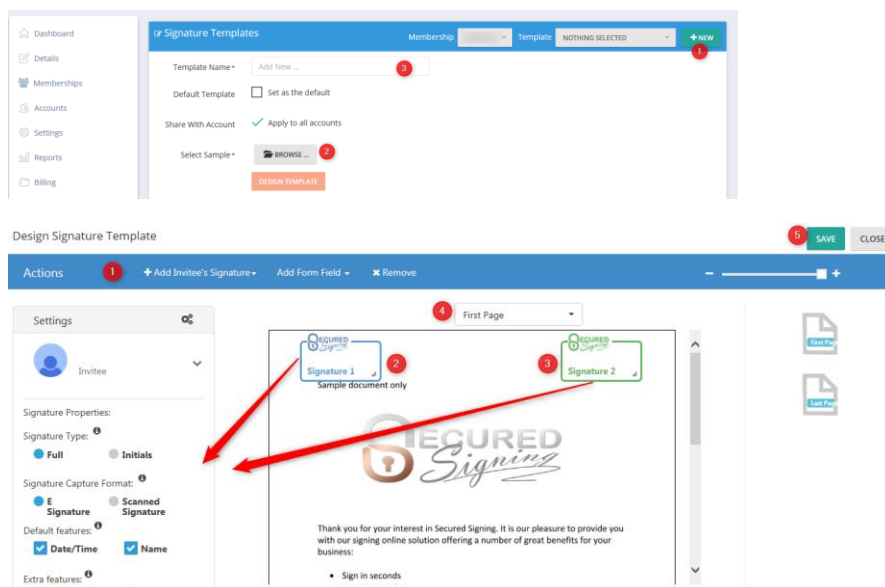 Dashboard
Details
Memberships
Accounts
Settings
Reports
Billing
Signature Templates
Membership
Template
NOTHING SELECTED
+ NEW
1
Template Name *
Add New ...
3
Default Template
Set as the default
Share With Account
Apply to all accounts
Select Sample *
BROWSE ...
2
DESIGN TEMPLATE
Design Signature Template
5
SAVE
CLOSE
Actions
1
+ Add Invitee's Signature
Add Form Field
Remove
- +
Settings
Invitee
Signature Properties:
Signature Type:
Full
Initials
Signature Capture Format:
E
Signature
Scanned
Signature
Default features:
Date/Time
Name
Extra features:
4
First Page
SECURED
Signing
Signature 1
2
SECURED
Signing
3
Signature 2
Sample document only
SECURED
Signing
Thank you for your interest in Secured Signing. It is our pleasure to provide you
with our signing online solution offering a number of great benefits for your
business:
• Sign in seconds
First Page
Last Page